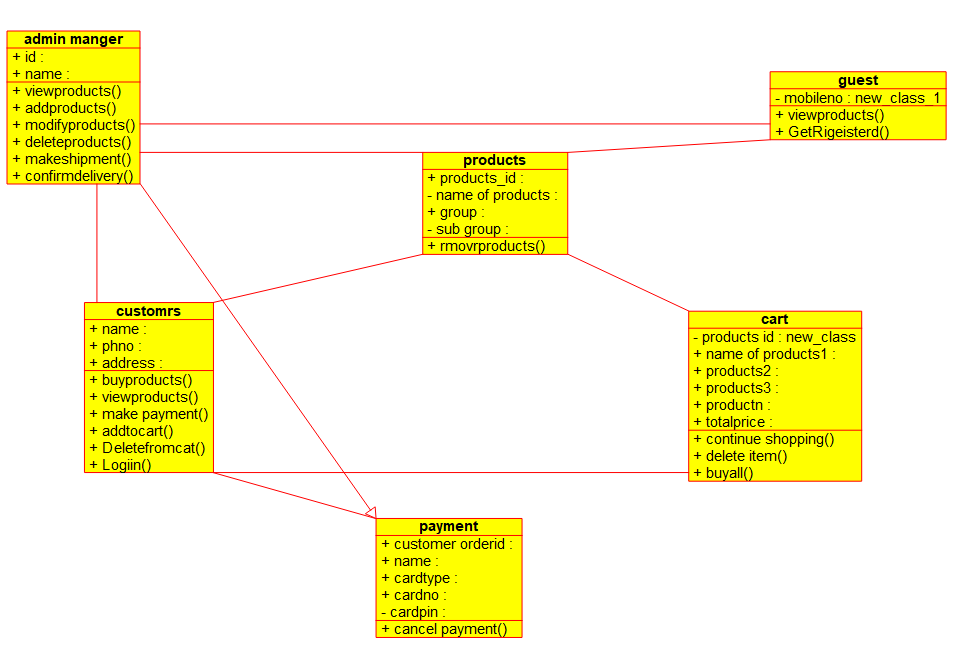 admin manger
+ id :
+ name :
+ viewproducts()
+ addproducts()
+ modifyproducts()
+ deleteproducts()
+ makeshipment()
+ confirmdelivery()
guest
- mobileno : new_class_1
+ viewproducts()
+ GetRigeisterd()
products
+ products_id :
- name of products :
+ group :
- sub group :
+ rmovrproducts()
customrs
+ name :
+ phno :
+ address :
+ buyproducts()
+ viewproducts()
+ make payment()
+ addtocart()
+ Deletefromcat()
+ Logiin()
cart
- products id : new_class
+ name of products1 :
+ products2 :
+ products3 :
+ productn :
+ totalprice :
+ continue shopping()
+ delete item()
+ buyall()
payment
+ customer orderid :
+ name :
+ cardtype :
+ cardno :
- cardpin :
+ cancel payment()